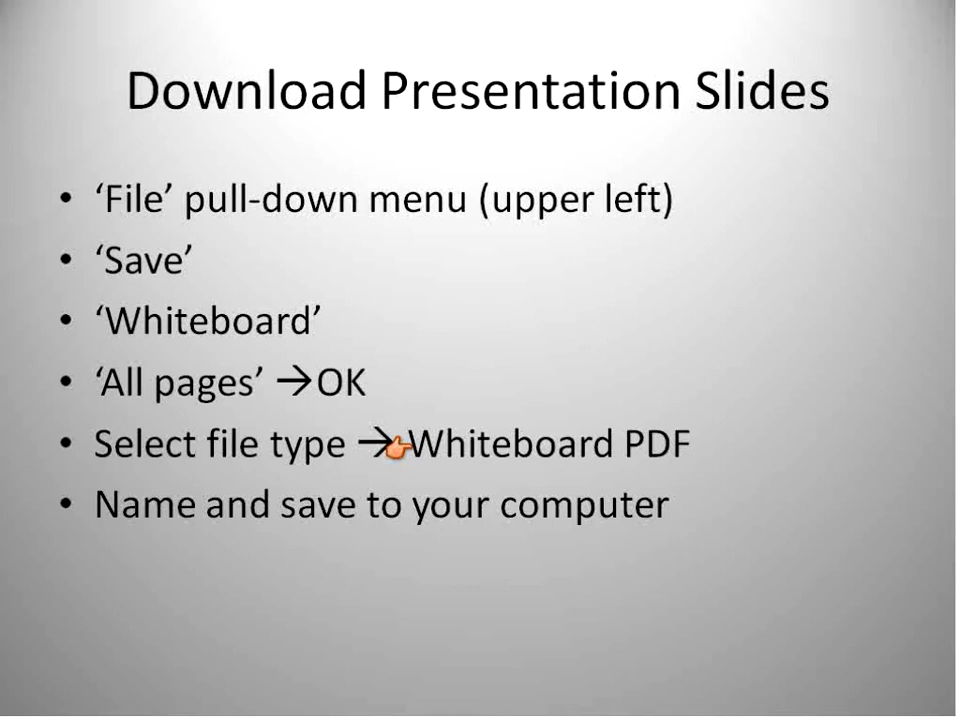 Download Presentation Slides
• ‘File’ pull-down menu (upper left)
• ‘Save’
• ‘Whiteboard’
• ‘All pages’ →OK
• Select file type → Whiteboard PDF
• Name and save to your computer